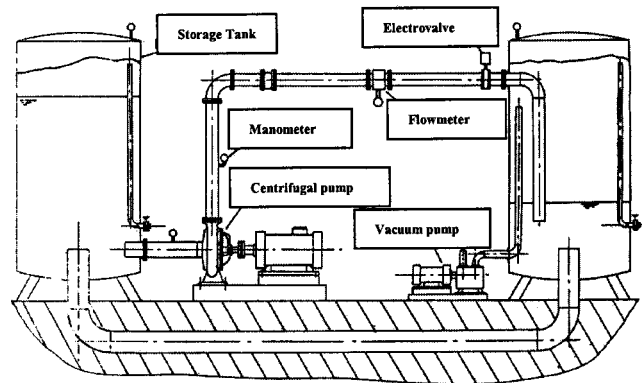 Storage Tank
Electrovalve
Manometer
Flowmeter
Centrifugal pump
Vacuum pump